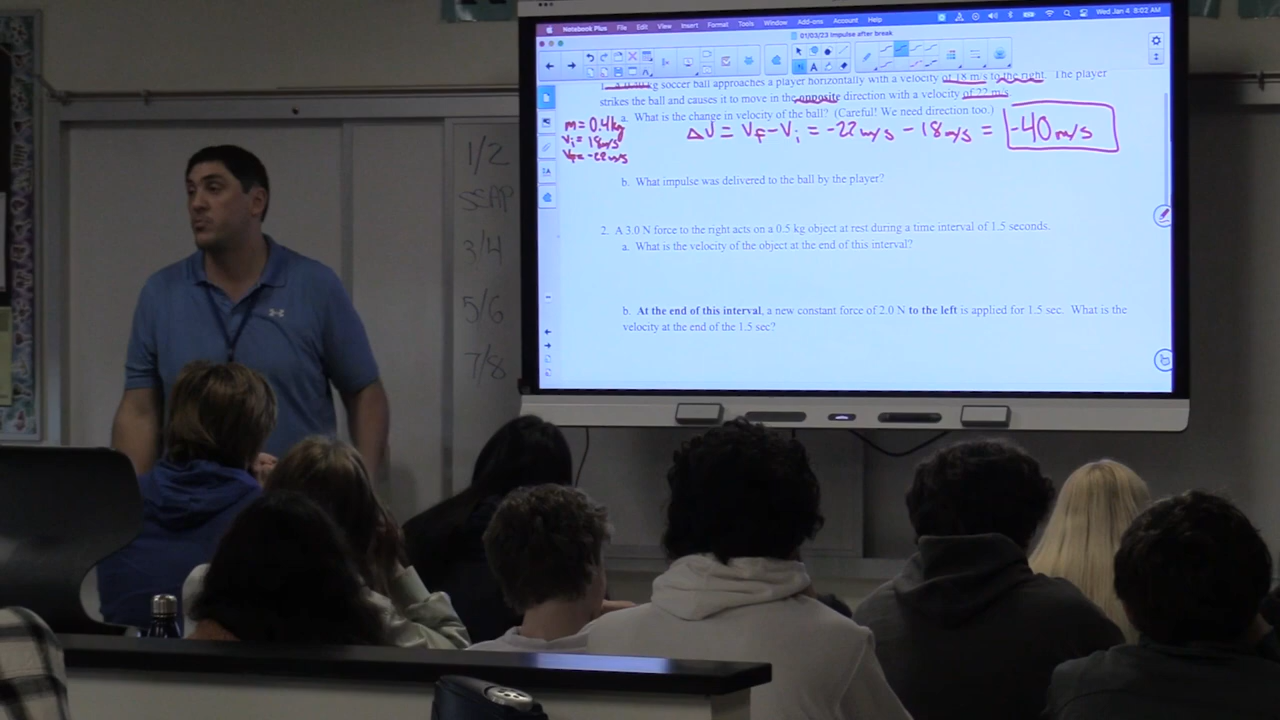 Notebook Plus File Edit View Insert Format Tools Window Add-ons Account Help Wed Jan 4 8:02 AM
01/03/23 Impulse after break
kg soccer ball approaches a player horizontally with a velocity of 18 m/s to the right. The player
strikes the ball and causes it to move in the opposite direction with a velocity of 22 m/s.
a. What is the change in velocity of the ball? (Careful! We need direction too.)
m = 0.4kg
Vi = 18m/s
Vf = -22m/s
ΔV = Vf - Vi = -22m/s - 18m/s = -40m/s
b. What impulse was delivered to the ball by the player?
2. A 3.0 N force to the right acts on a 0.5 kg object at rest during a time interval of 1.5 seconds.
a. What is the velocity of the object at the end of this interval?
b. At the end of this interval, a new constant force of 2.0 N to the left is applied for 1.5 sec. What is the
velocity at the end of the 1.5 sec?
1/2
SSAP
3/4
5/6
7/8